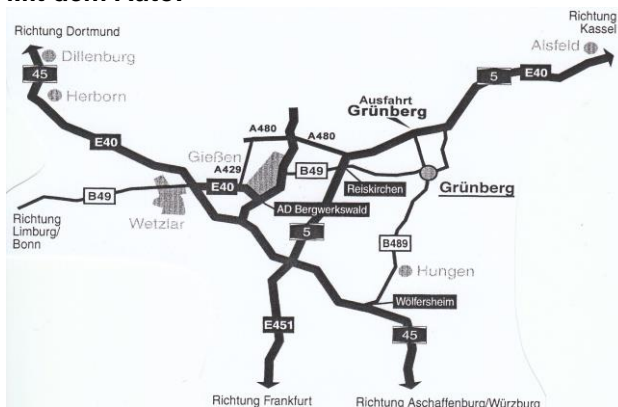 Mit dem Auto:
Richtung Dortmund
Dillenburg
45
Herborn
E40
Richtung
Kassel
Alsfeld
5
E40
Ausfahrt
Grünberg
A480
A480
Gießen
A429
E40
B49
Reiskirchen
Grünberg
B49
Wetzlar
AD Bergwerkswald
Richtung
Limburg/
Bonn
5
B489
Hungen
Wölfersheim
E451
45
Richtung Frankfurt
Richtung Aschaffenburg/Würzburg